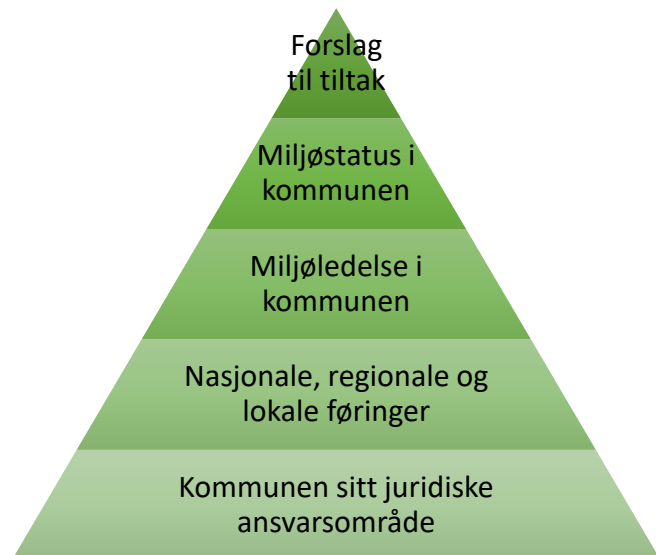 Forslag
til tiltak
Miljøstatus i
kommunen
Miljøledelse i
kommunen
Nasjonale, regionale og
lokale føringer
Kommunen sitt juridiske
ansvarsområde